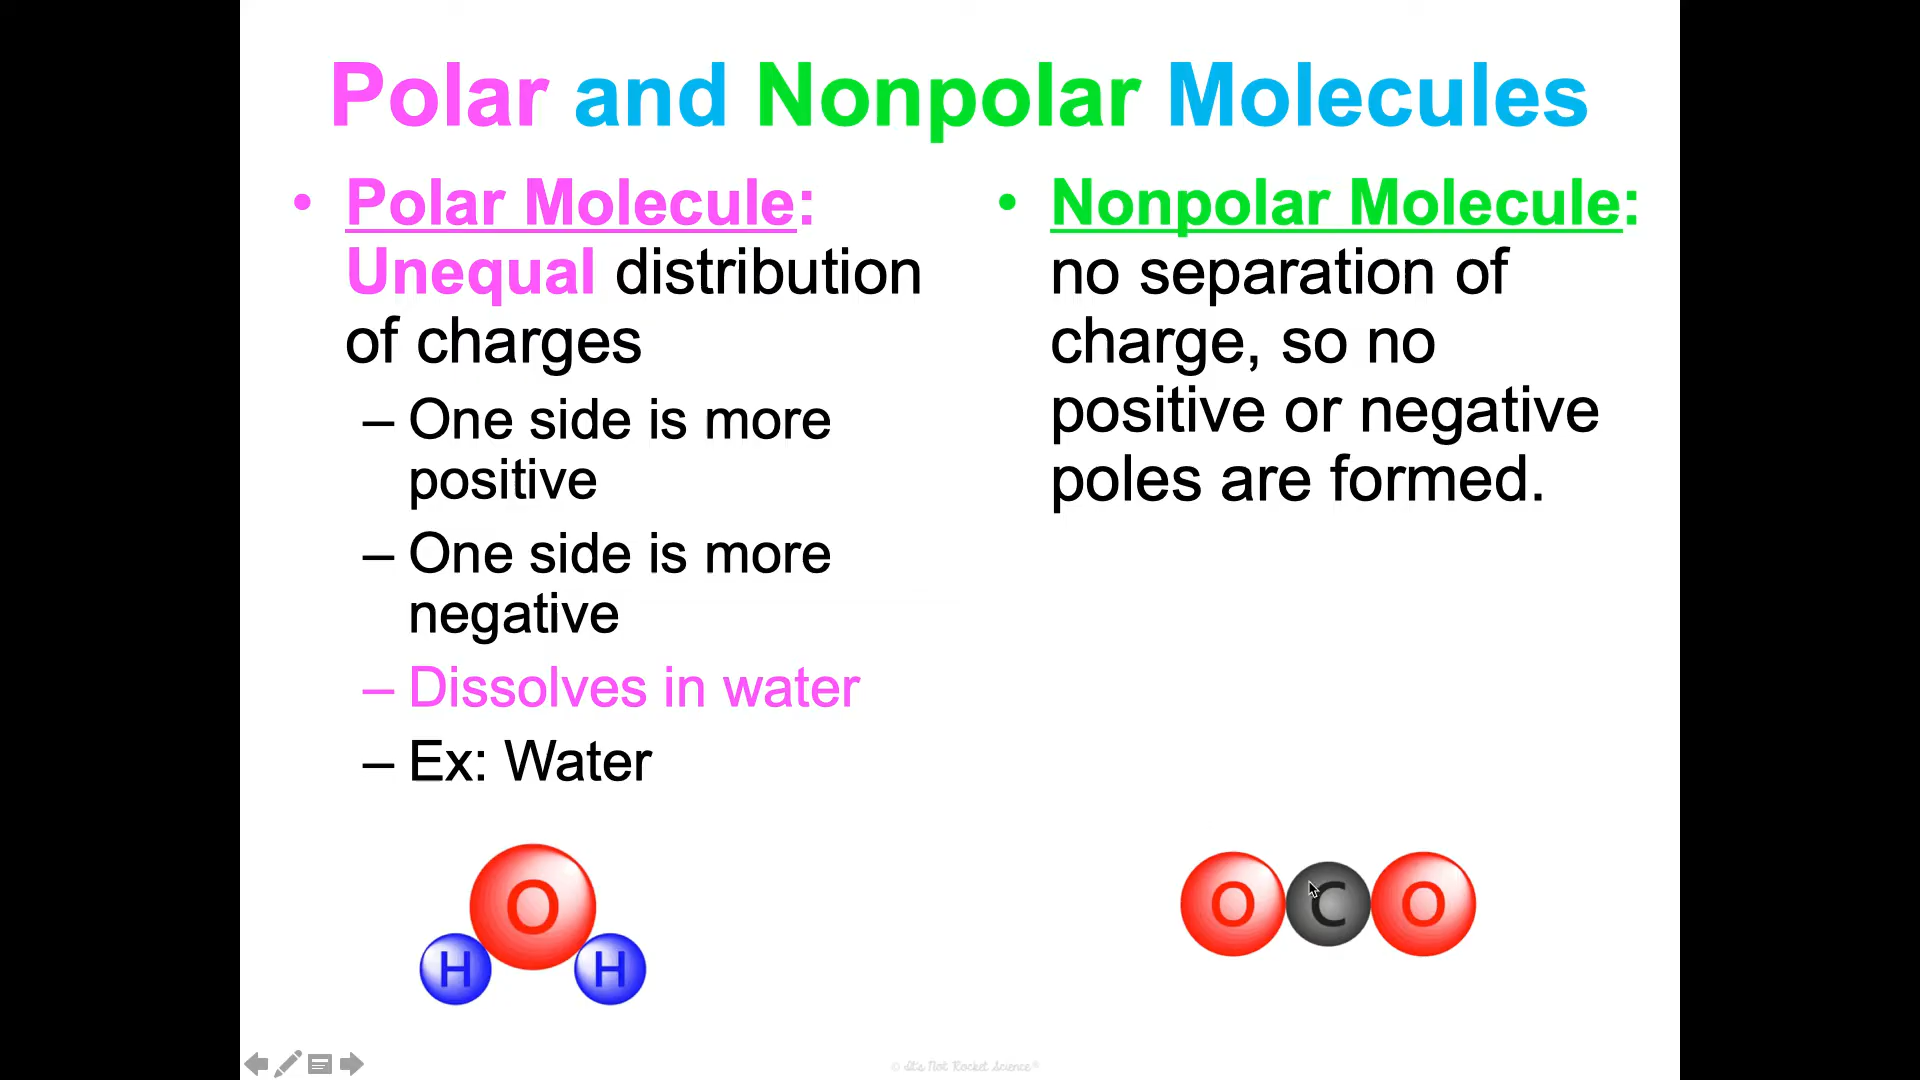 Polar and Nonpolar Molecules
• Polar Molecule:
Unequal distribution
of charges
– One side is more
positive
– One side is more
negative
– Dissolves in water
– Ex: Water
• Nonpolar Molecule:
no separation of
charge, so no
positive or negative
poles are formed.
O
H H
O C O
© It's Not Rocket Science®